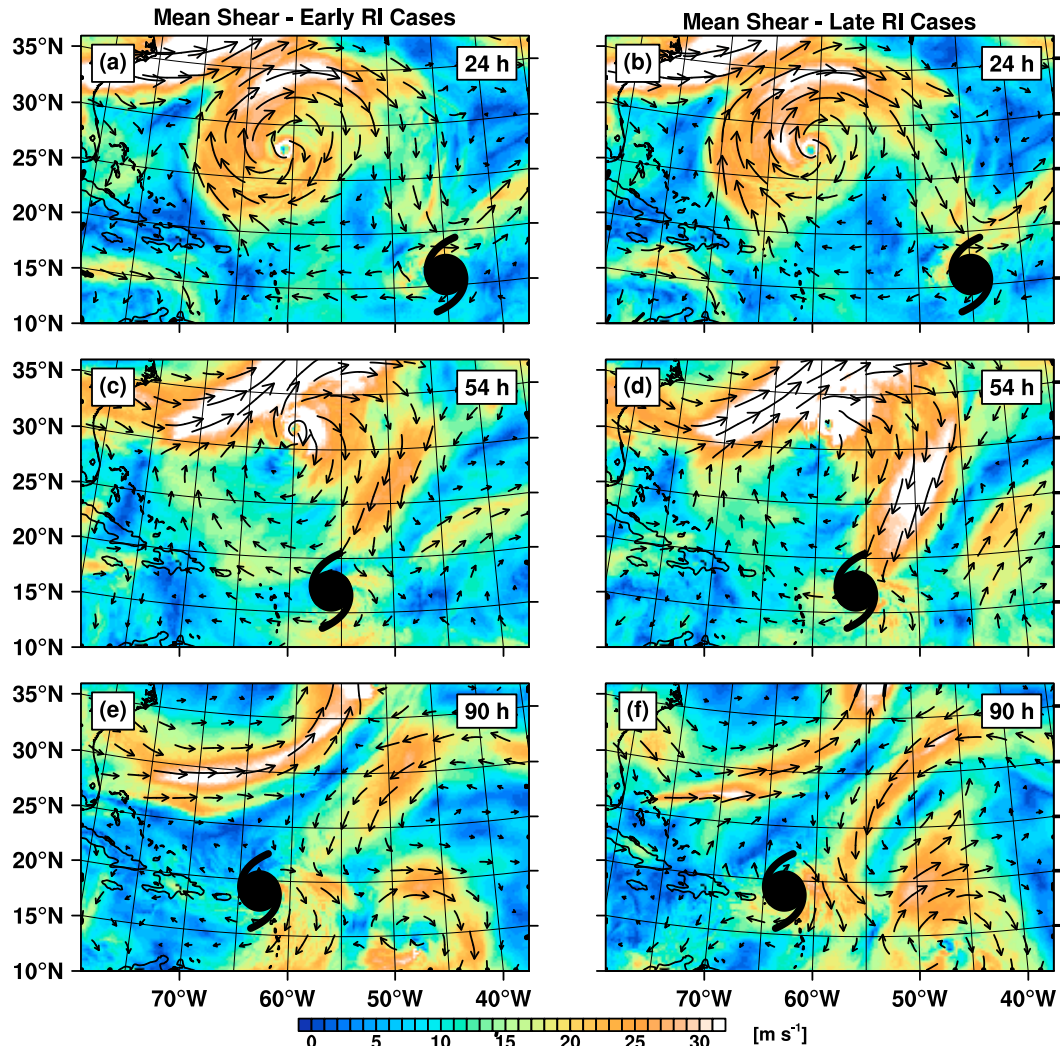 Mean Shear - Early RI Cases
Mean Shear - Late RI Cases
(a)
24 h
(b)
24 h
35°N
30°N
25°N
20°N
15°N
10°N
(c)
54 h
(d)
54 h
35°N
30°N
25°N
20°N
15°N
10°N
(e)
90 h
(f)
90 h
35°N
30°N
25°N
20°N
15°N
10°N
70°W 60°W 50°W 40°W
70°W 60°W 50°W 40°W
0 5 10 15 20 25 30 [m s⁻¹]